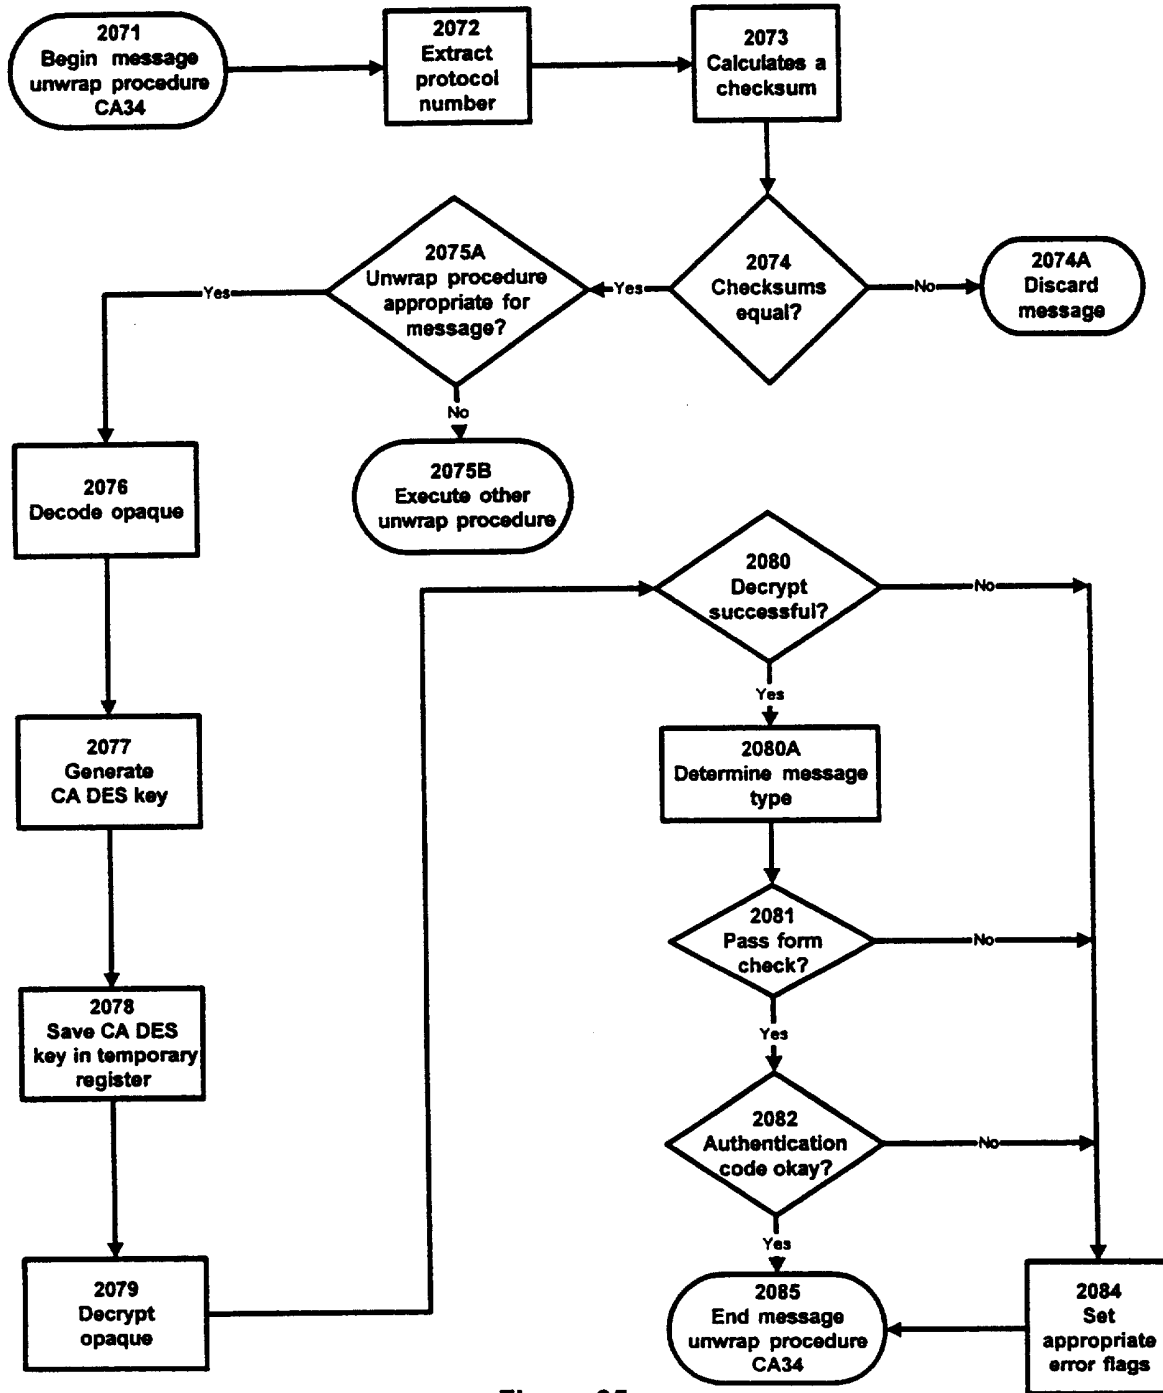 2071
Begin message
unwrap procedure
CA34
2072
Extract
protocol
number
2073
Calculates a
checksum
2074
Checksums
equal?
No
2074A
Discard
message
Yes
2075A
Unwrap procedure
appropriate for
message?
Yes
No
2075B
Execute other
unwrap procedure
2076
Decode opaque
2077
Generate
CA DES key
2078
Save CA DES
key in temporary
register
2079
Decrypt
opaque
2080
Decrypt
successful?
No
Yes
2080A
Determine message
type
2081
Pass form
check?
No
Yes
2082
Authentication
code okay?
No
Yes
2085
End message
unwrap procedure
CA34
2084
Set
appropriate
error flags